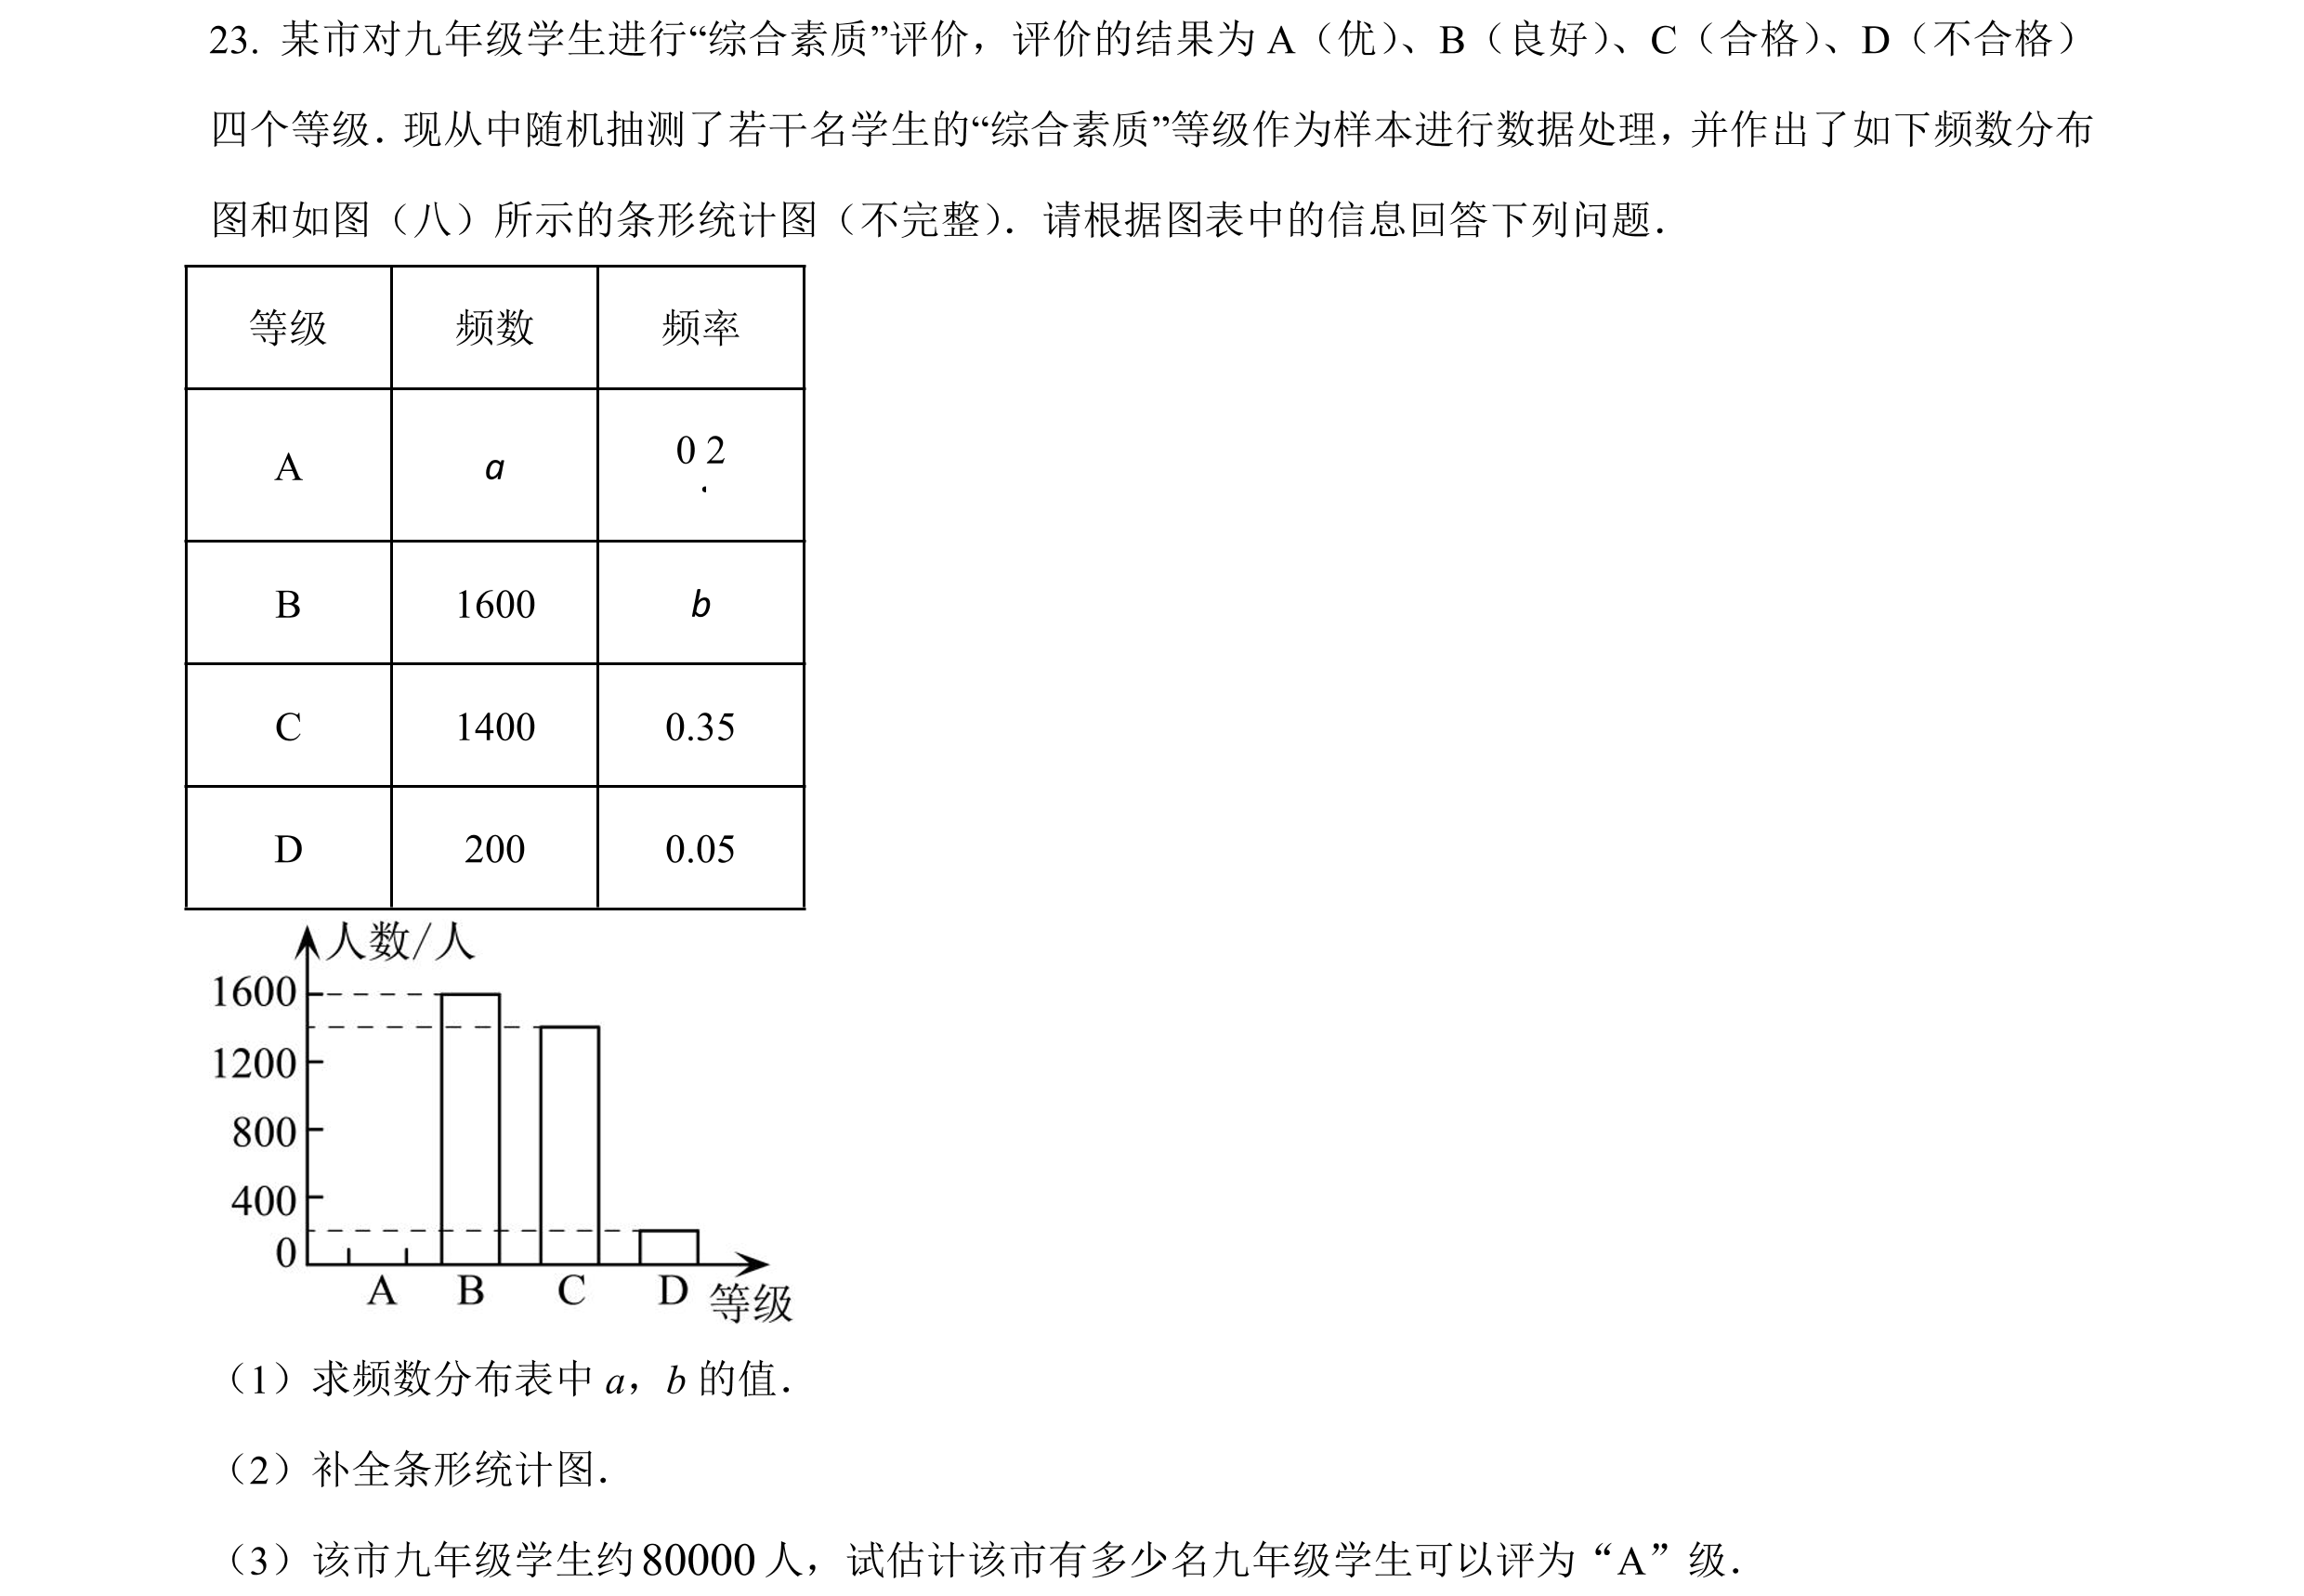 23. 某市对九年级学生进行“综合素质”评价，评价的结果为 A（优）、B（良好）、C（合格）、D（不合格）
四个等级．现从中随机抽测了若干名学生的“综合素质”等级作为样本进行数据处理，并作出了如下频数分布
图和如图（八）所示的条形统计图（不完整）．请根据图表中的信息回答下列问题．
等级 频数 频率
A a 0.2
B 1600 b
C 1400 0.35
D 200 0.05
人数/人
1600
1200
800
400
0
A B C D 等级
（1）求频数分布表中 a，b 的值．
（2）补全条形统计图．
（3）该市九年级学生约 80000 人，试估计该市有多少名九年级学生可以评为“A”级．